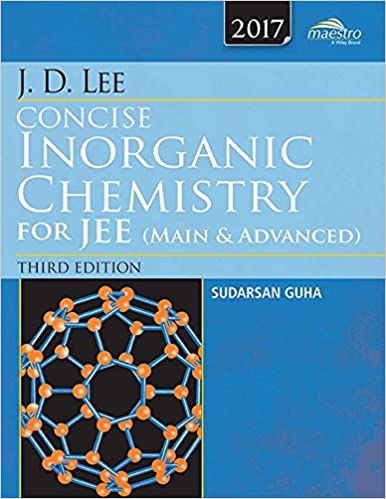 2017
maestro
A Wiley Brand
J. D. LEE
CONCISE
INORGANIC
CHEMISTRY
FOR JEE (MAIN & ADVANCED)
THIRD EDITION
SUDARSAN GUHA